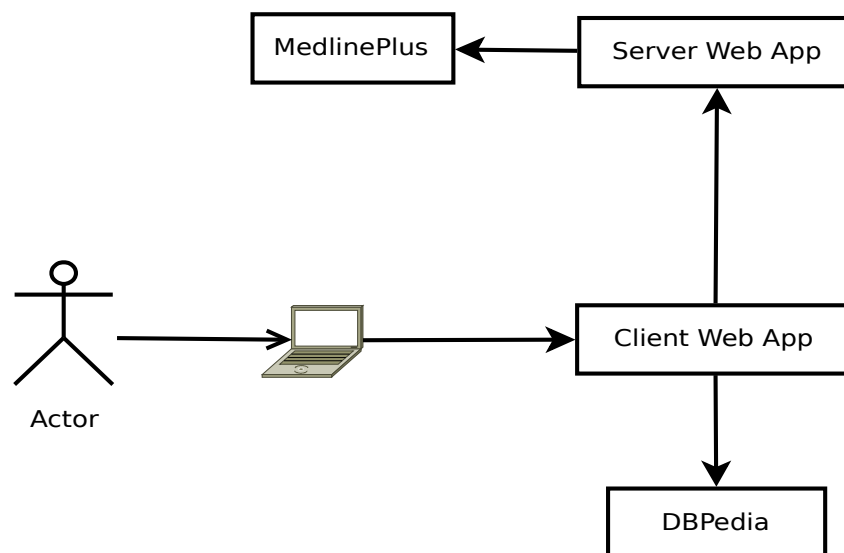 MedlinePlus
Server Web App
Client Web App
Actor
DBPedia